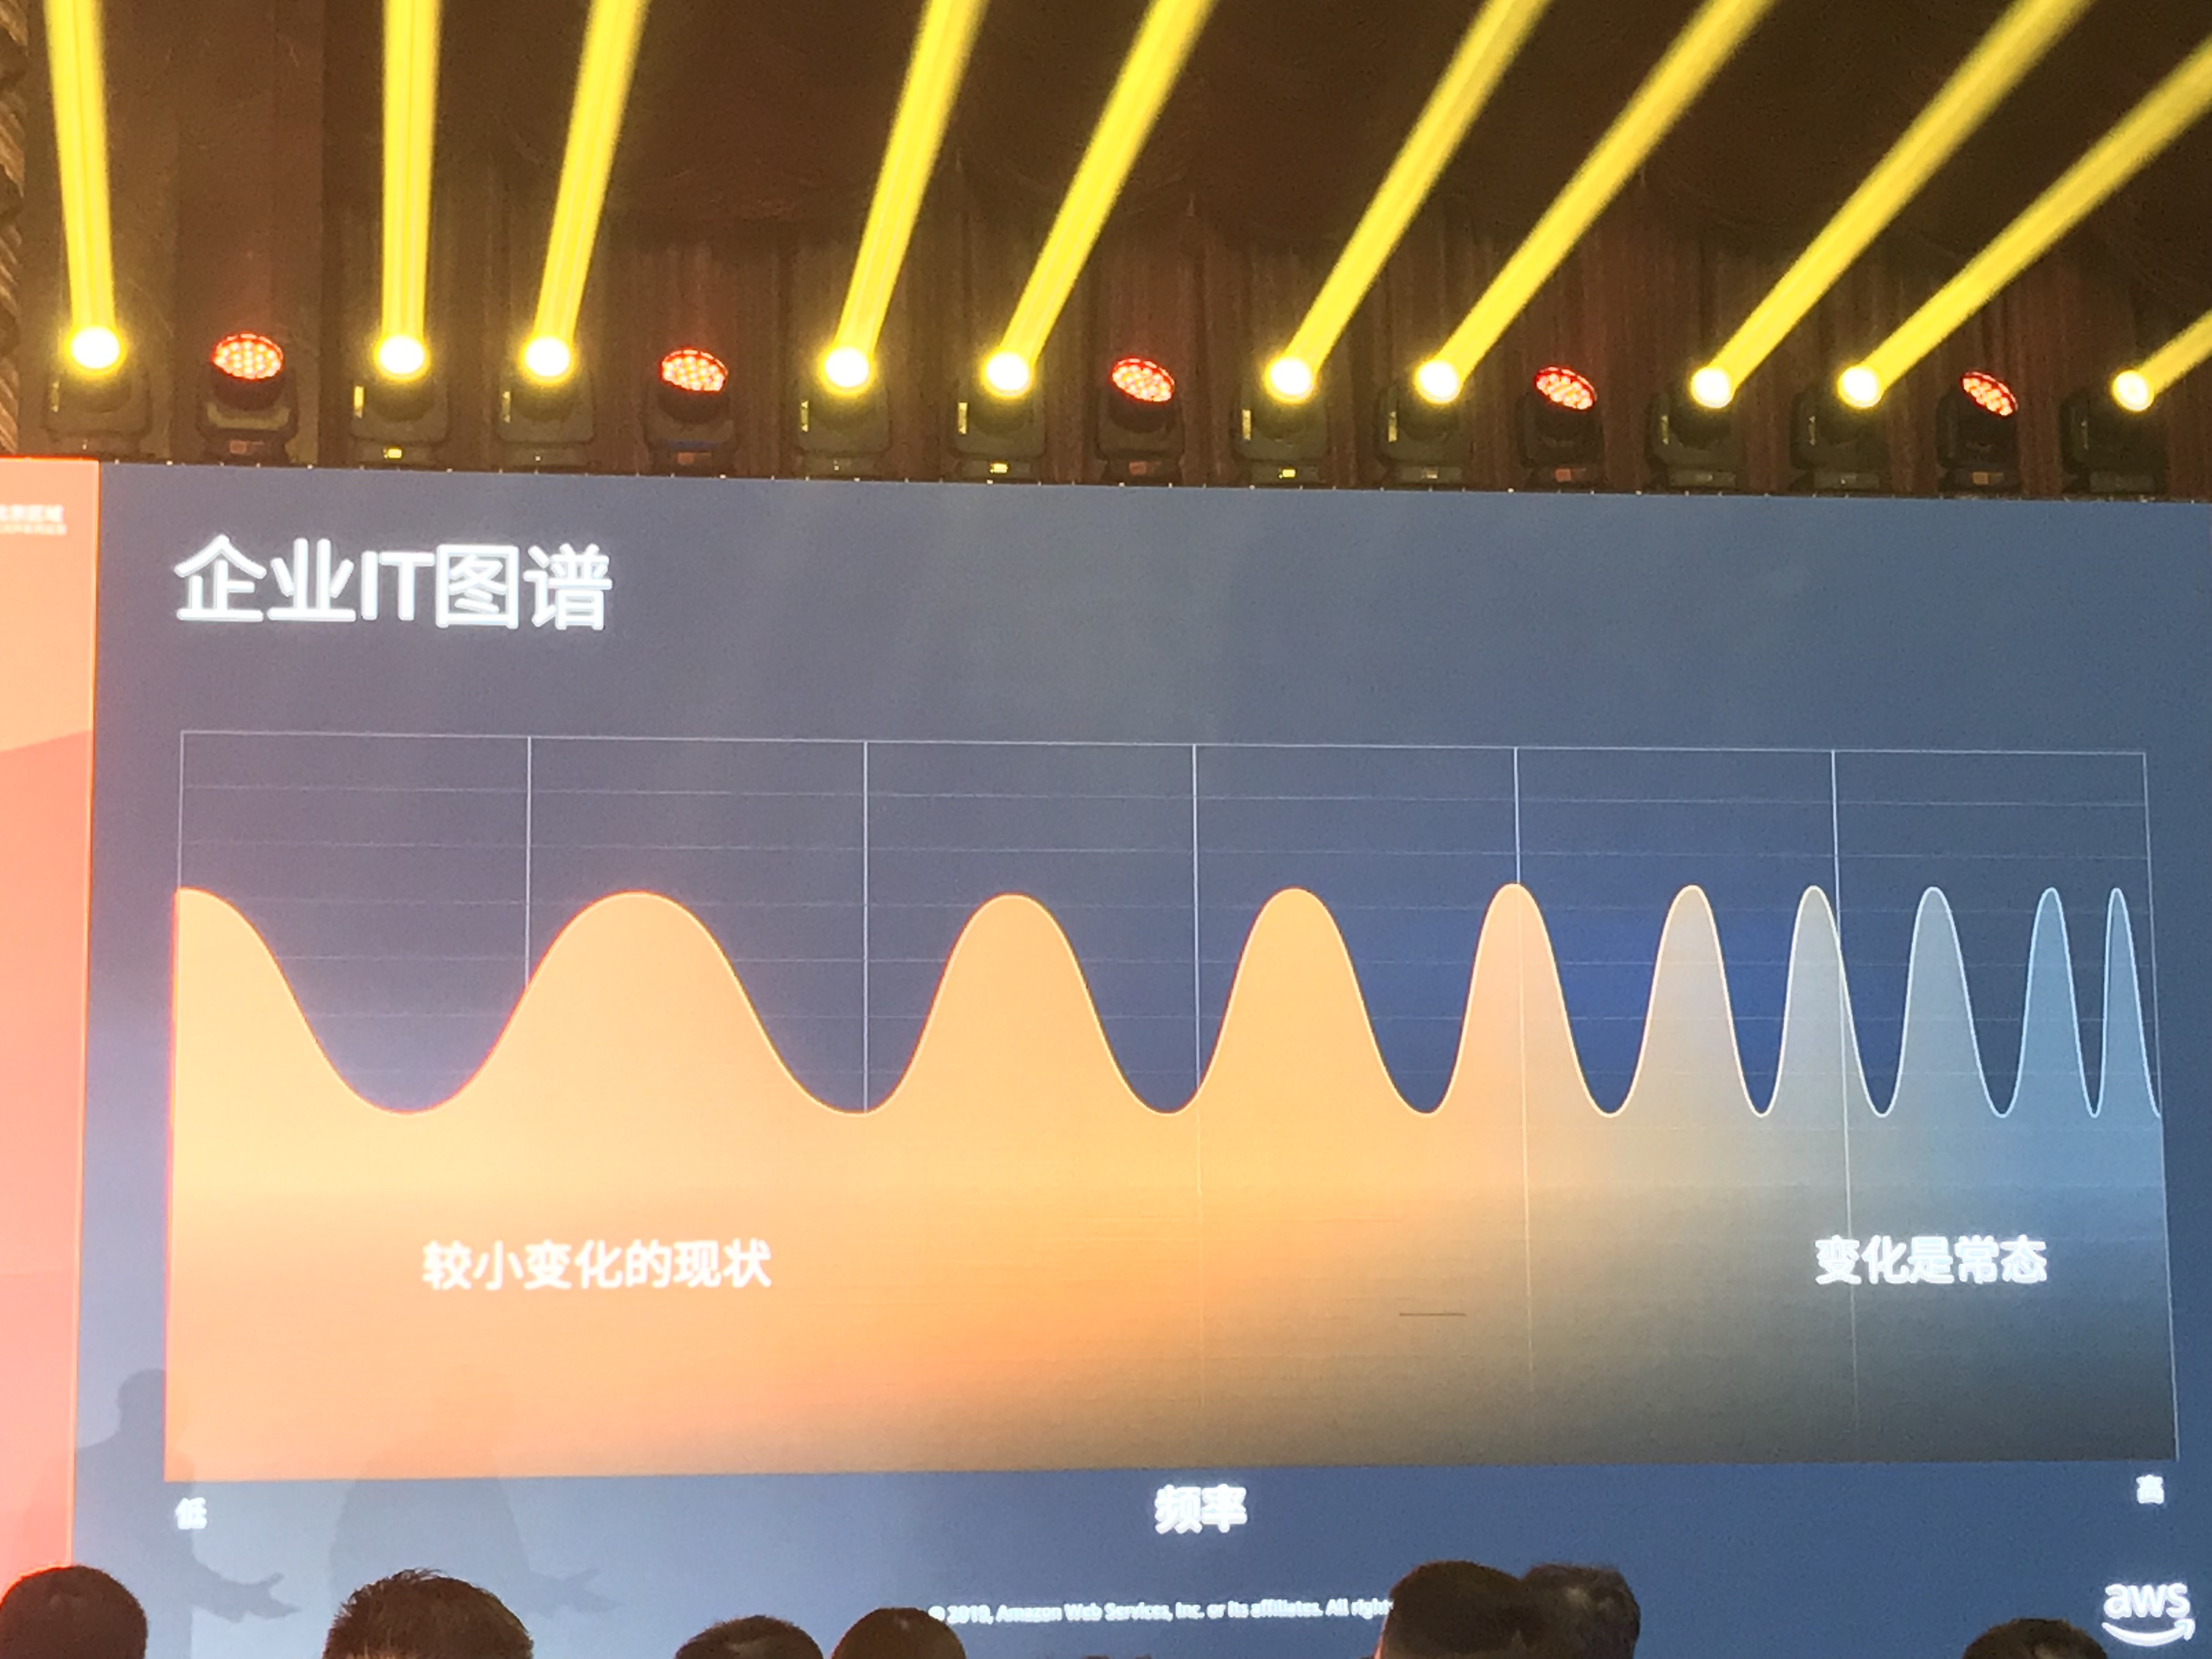 企业IT图谱
较小变化的现状
变化是常态
低
频率
高
© 2019, Amazon Web Services, Inc. or its affiliates. All right
aws